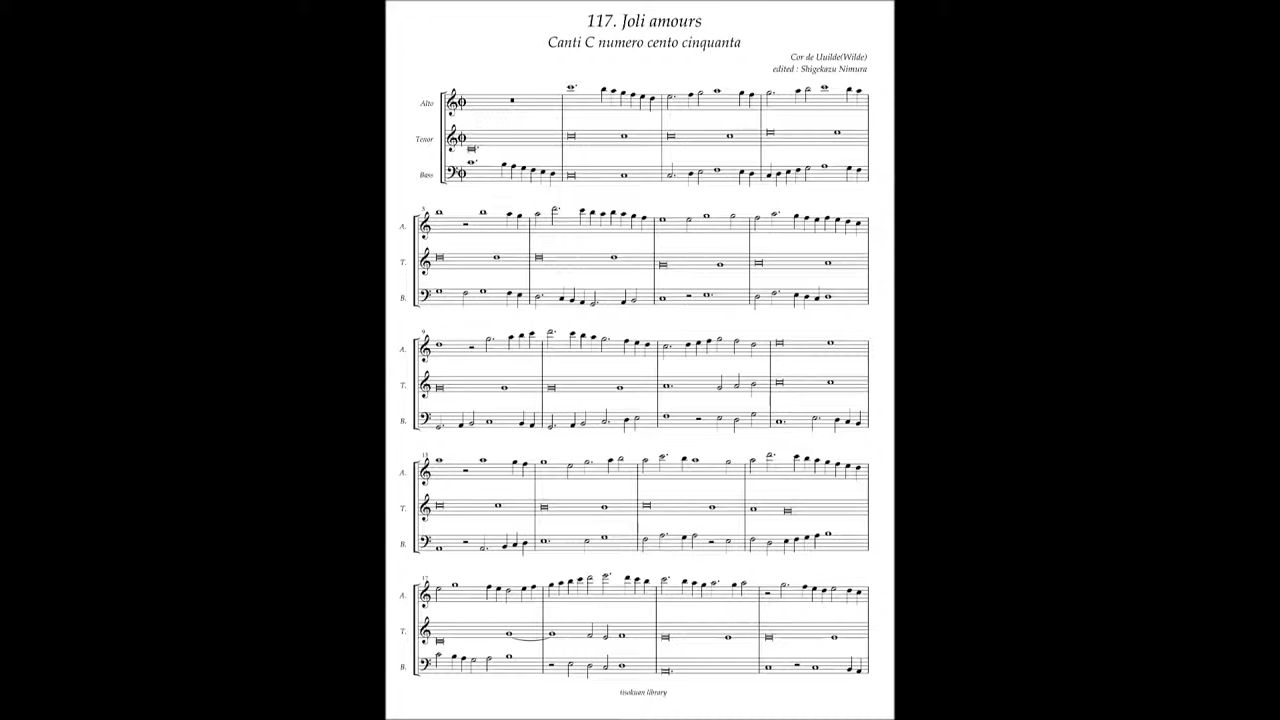 117. Joli amours
Canti C numero cento cinquanta
Cor de Uuilde(Wilde)
edited : Shigekazu Nimura
Alto
Tenor
Bass
5
A.
T.
B.
9
A.
T.
B.
13
A.
T.
B.
17
A.
T.
B.
tisokuan library